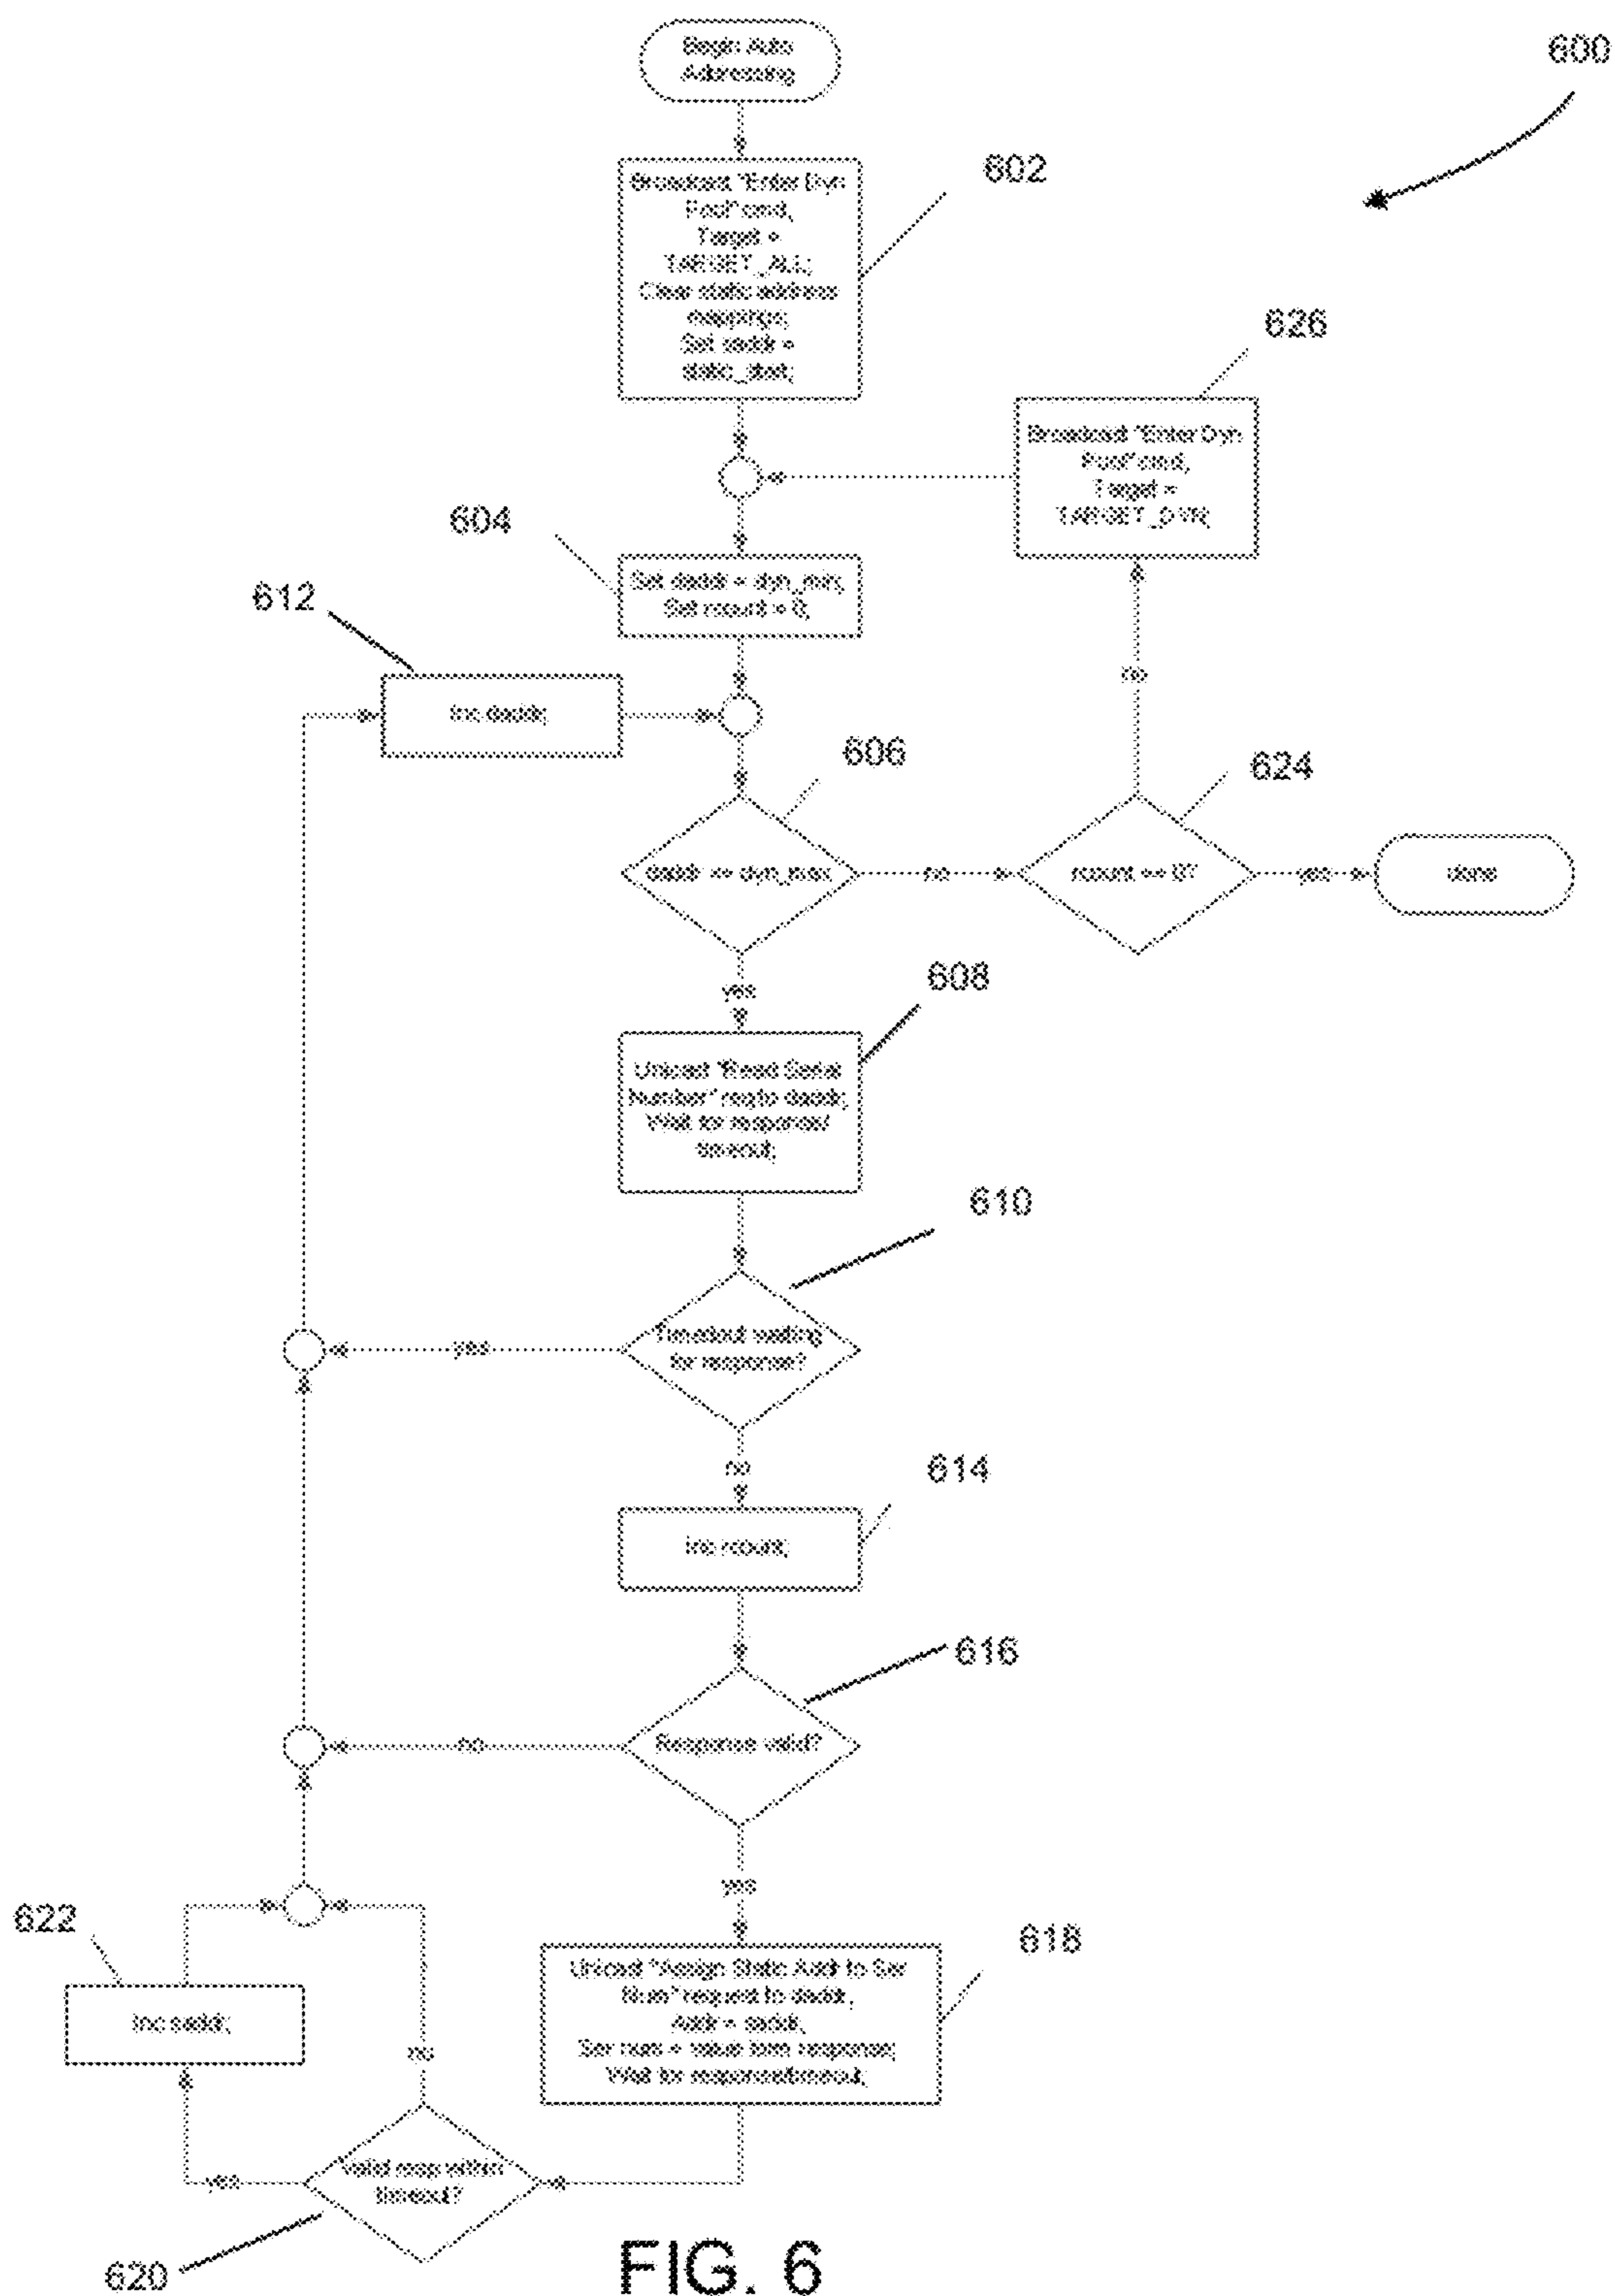 Begin Auto
Addressing
600
602
Broadcast "Enter Dyn
Pool" cmd,
Target =
TARGET_ALL;
Clear static address
mappings;
Set saddr =
static_start;
626
Broadcast "Enter Dyn
Pool" cmd,
Target =
TARGET_DYN;
604
Set daddr = dyn_min;
Set rcount = 0;
612
Inc daddr;
606
daddr <= dyn_max
no
no
624
rcount == 0?
yes
done
yes
608
Unicast "Read Serial
Number" req to daddr;
Wait for response/
timeout;
610
Timeout waiting
for response?
yes
no
614
Inc rcount;
616
Response valid?
no
yes
618
Unicast "Assign Static Addr to Ser
Num" request to daddr,
Addr = saddr,
Ser num = value from response;
Wait for response/timeout;
622
Inc saddr;
no
yes
Valid resp within
timeout?
620
FIG. 6